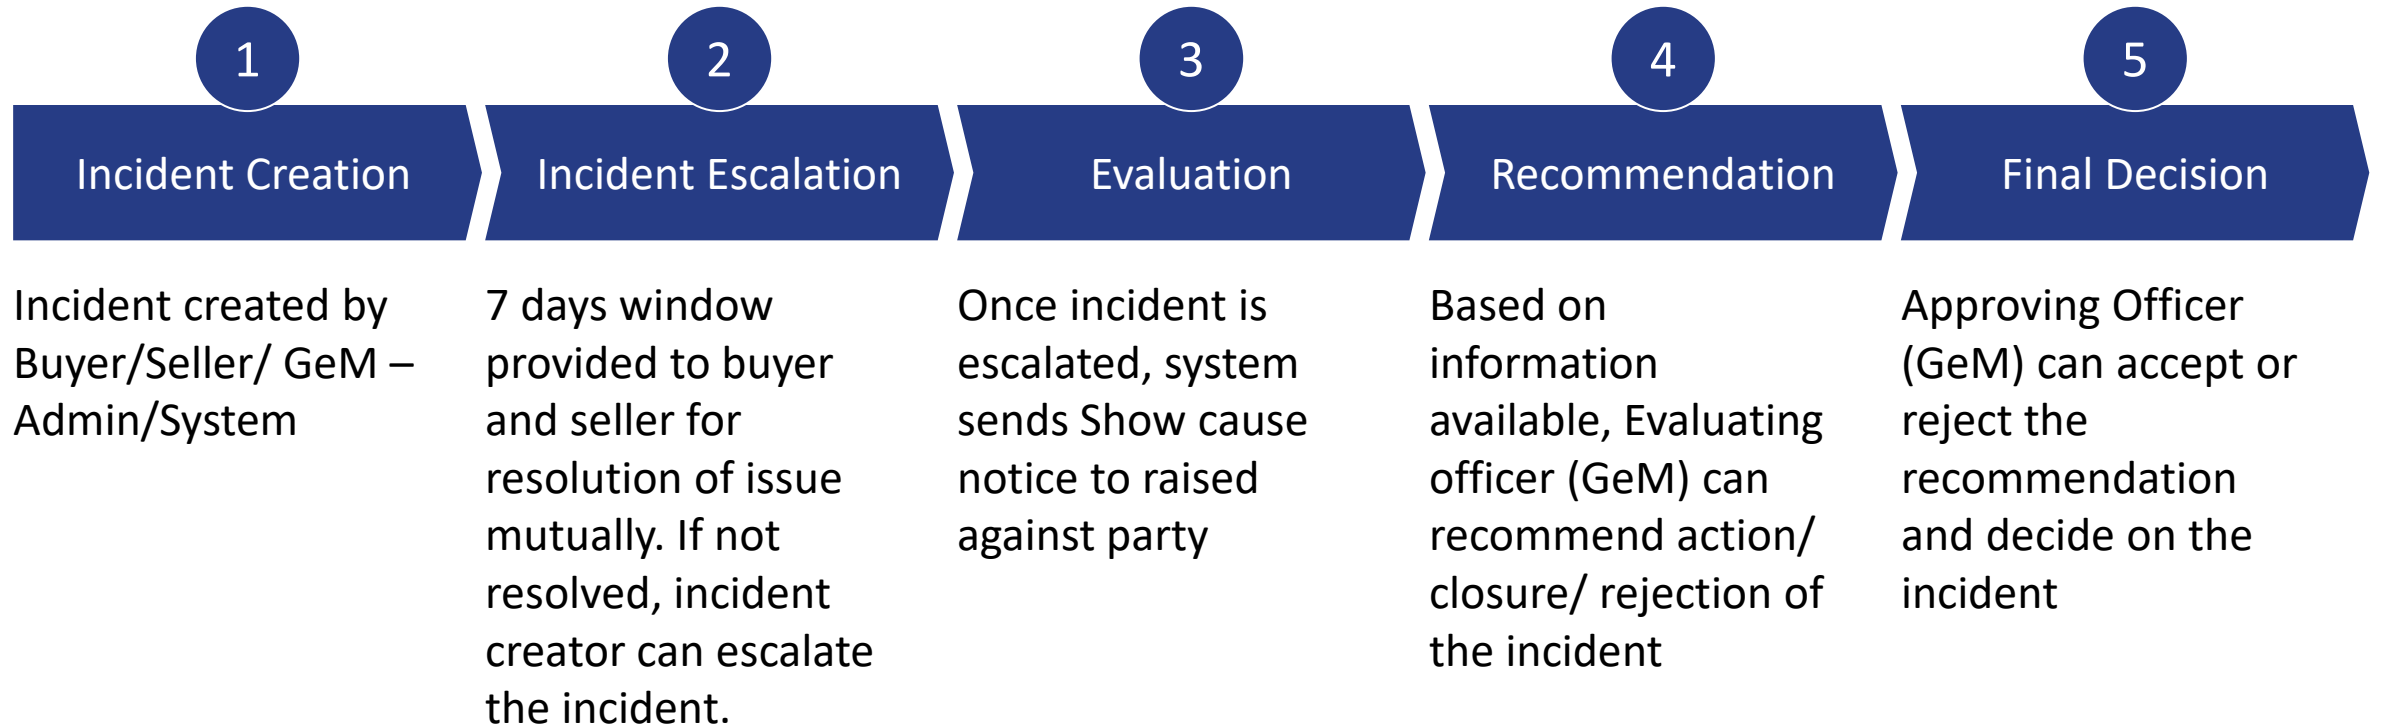 1
Incident Creation
Incident created by
Buyer/Seller/ GeM –
Admin/System
2
Incident Escalation
7 days window
provided to buyer
and seller for
resolution of issue
mutually. If not
resolved, incident
creator can escalate
the incident.
3
Evaluation
Once incident is
escalated, system
sends Show cause
notice to raised
against party
4
Recommendation
Based on
information
available, Evaluating
officer (GeM) can
recommend action/
closure/ rejection of
the incident
5
Final Decision
Approving Officer
(GeM) can accept or
reject the
recommendation
and decide on the
incident